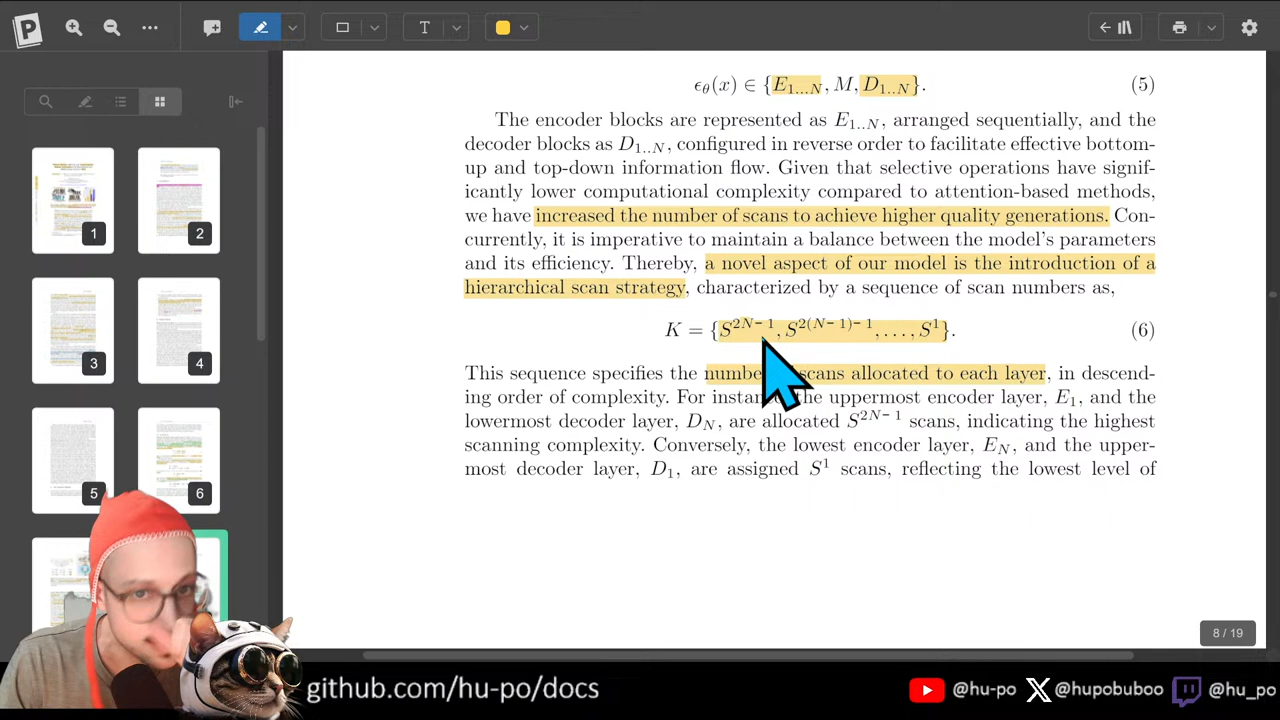 T
ϵθ(x) ∈ {E1...N, M, D1..N}. (5)
The encoder blocks are represented as E1..N, arranged sequentially, and the
decoder blocks as D1..N, configured in reverse order to facilitate effective bottom-
up and top-down information flow. Given that selective operations have signif-
icantly lower computational complexity compared to attention-based methods,
we have increased the number of scans to achieve higher quality generations. Con-
currently, it is imperative to maintain a balance between the model's parameters
and its efficiency. Thereby, a novel aspect of our model is the introduction of a
hierarchical scan strategy, characterized by a sequence of scan numbers as,
K = {S^2N−1, S^2(N−1)−1, . . . , S^1}. (6)
This sequence specifies the scans allocated to each layer, in descend-
ing order of complexity. For the uppermost encoder layer, E1, and the
lowermost decoder layer, DN, are allocated S^2N−1 scans, indicating the highest
scanning complexity. Conversely, the lowest encoder layer, EN, and the upper-
most decoder layer, D1, are assigned S^1 scans, reflecting the lowest level of
1
2
3
4
5
6
8 / 19
github.com/hu-po/docs
@hu-po
@hupobuboo
@hu_po